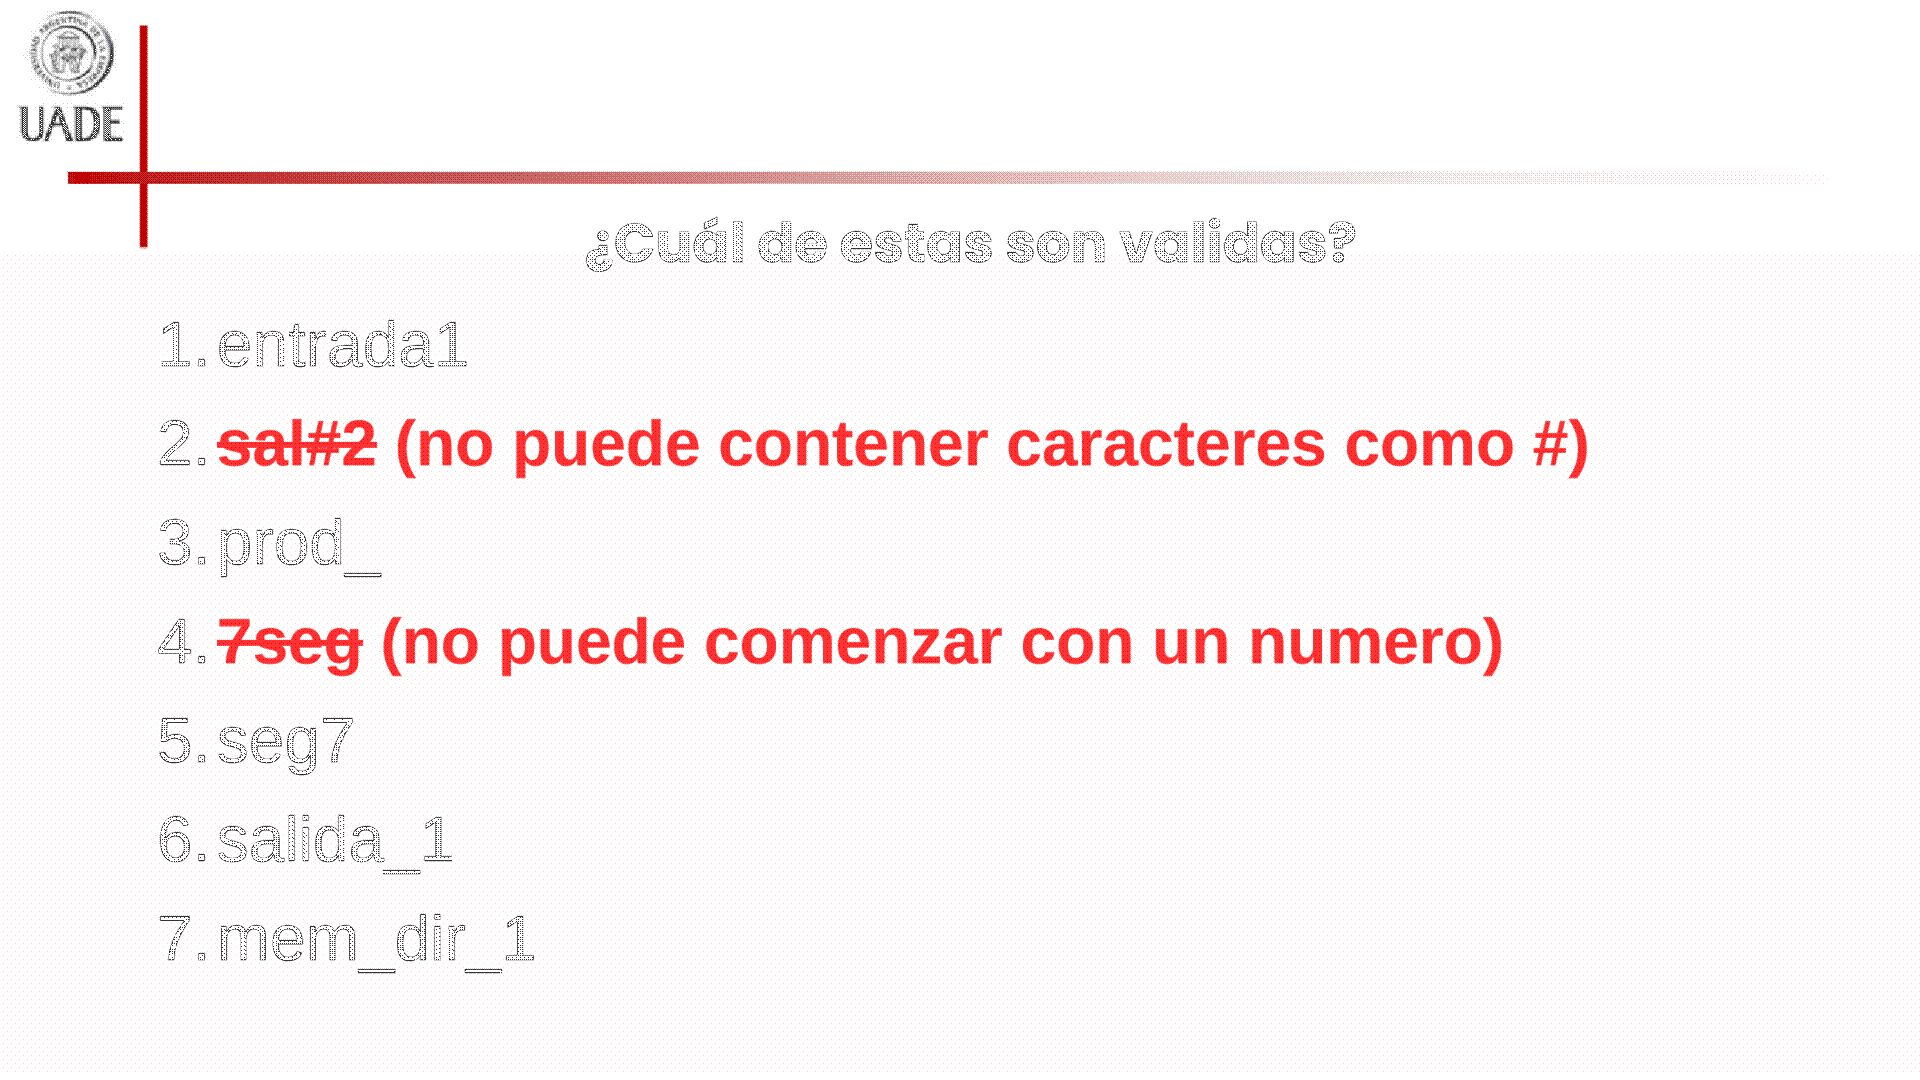 UADE
¿Cuál de estas son validas?
1. entrada1
2. sal#2 (no puede contener caracteres como #)
3. prod_
4. 7seg (no puede comenzar con un numero)
5. seg7
6. salida_1
7. mem_dir_1